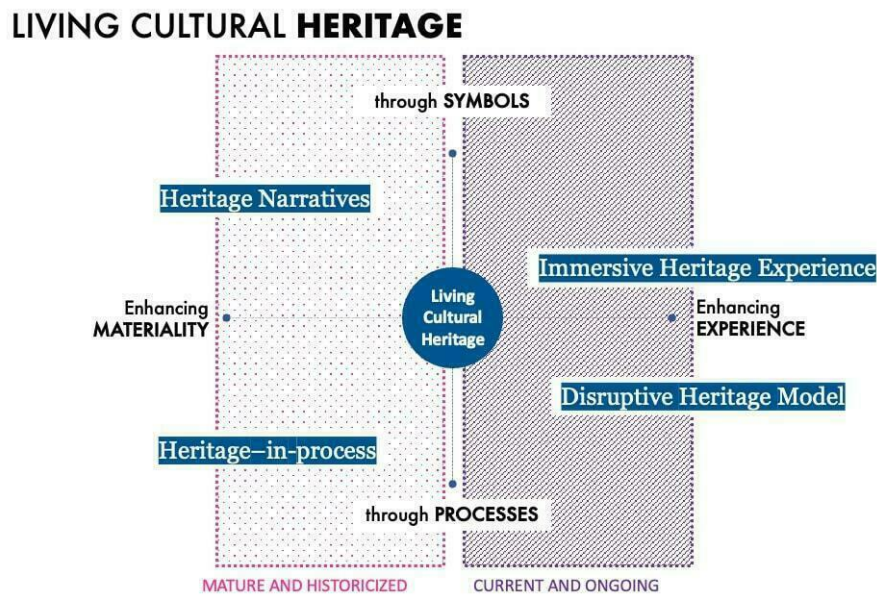 LIVING CULTURAL HERITAGE
through SYMBOLS
Heritage Narratives
Immersive Heritage Experience
Living
Cultural
Heritage
Enhancing
MATERIALITY
Enhancing
EXPERIENCE
Disruptive Heritage Model
Heritage–in-process
through PROCESSES
MATURE AND HISTORICIZED
CURRENT AND ONGOING